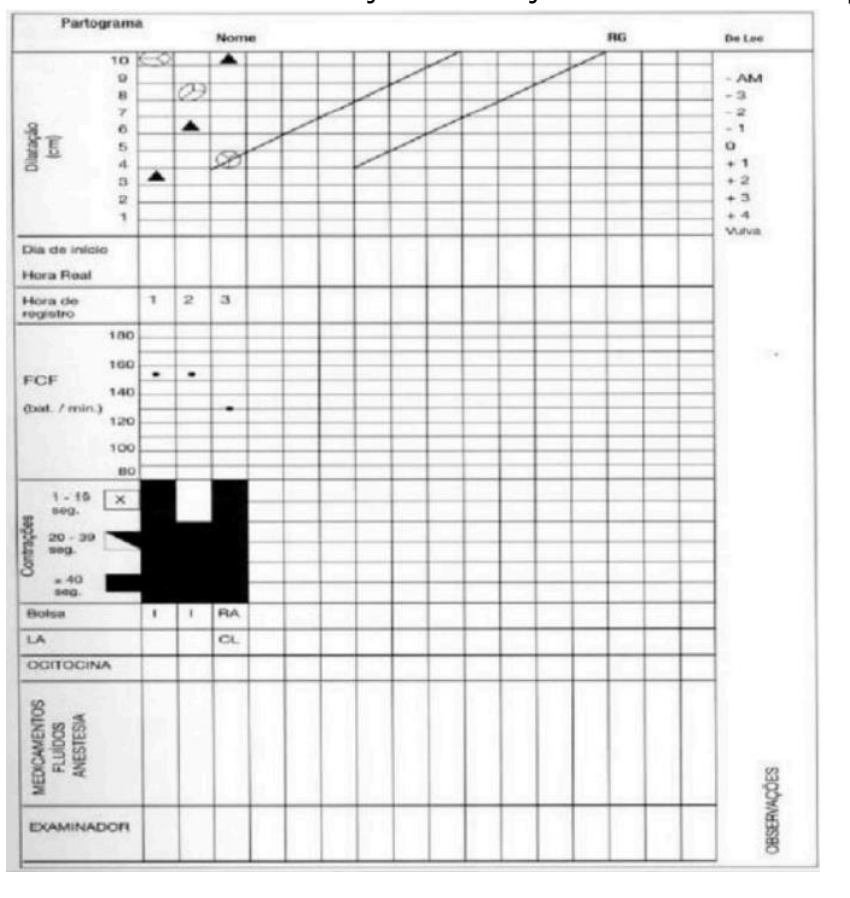 Partograma
Nome
RG
De Lee
10
9
8
7
6
5
4
3
2
1
Dilatação
(cm)
- AM
- 3
- 2
- 1
0
+ 1
+ 2
+ 3
+ 4
Vulva
Dia de início
Hora Real
Hora de 1 2 3
registro
180
160
FCF
140
(bat. / min.)
120
100
80
Contrações
1 - 19 X
seg.
20 - 39
seg.
= 40
seg.
Bolsa I I RA
LA CL
OCITOCINA
MEDICAMENTOS
FLUÍDOS
ANESTESIA
EXAMINADOR
OBSERVAÇÕES